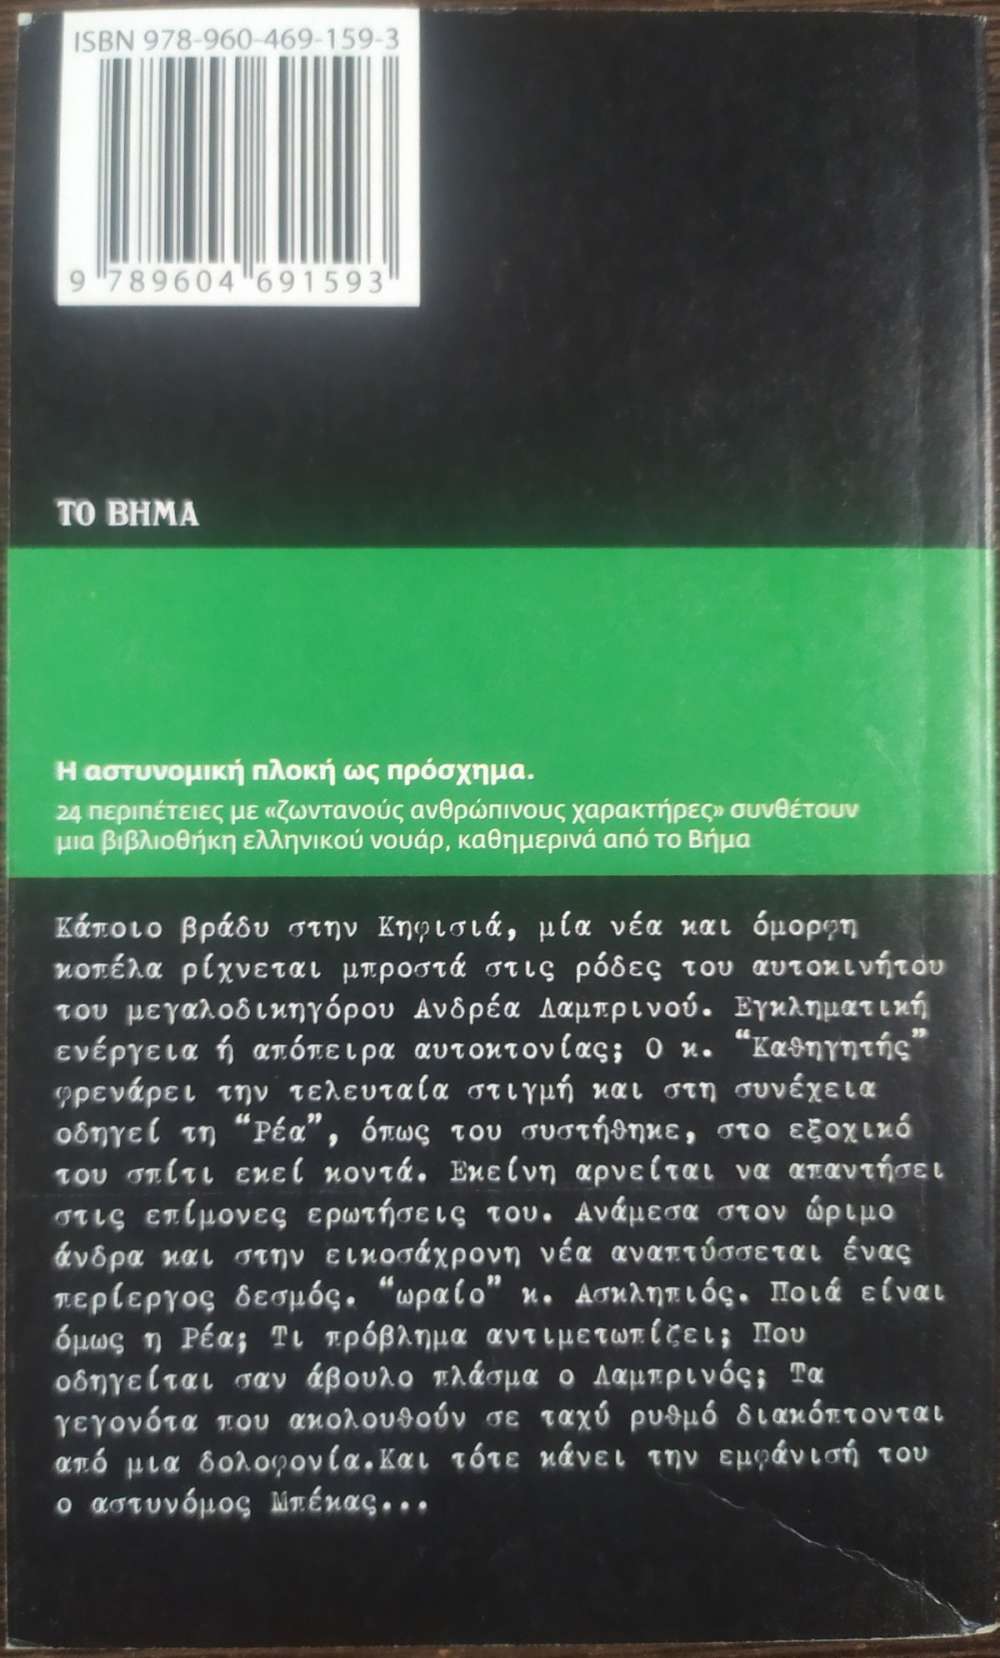 ISBN 978-960-469-159-3
9 789604 691593
ΤΟ ΒΗΜΑ
Η αστυνομική πλοκή ως πρόσχημα.
24 περιπέτειες με «ζωντανούς ανθρώπινους χαρακτήρες» συνθέτουν
μια βιβλιοθήκη ελληνικού νουάρ, καθημερινά από το Βήμα
Κάποιο βράδυ στην Κηφισιά, μία νέα και όμορφη
κοπέλα ρίχνεται μπροστά στις ρόδες του αυτοκινήτου
του μεγαλοδικηγόρου Ανδρέα Λαμπρινού. Εγκληματική
ενέργεια ή απόπειρα αυτοκτονίας; Ο κ. “Καθηγητής”
φρενάρει την τελευταία στιγμή και στη συνέχεια
οδηγεί τη “Ρέα”, όπως του συστήθηκε, στο εξοχικό
του σπίτι εκεί κοντά. Εκείνη αρνείται να απαντήσει
στις επίμονες ερωτήσεις του. Ανάμεσα στον ώριμο
άνδρα και στην εικοσάχρονη νέα αναπτύσσεται ένας
περίεργος δεσμός. “ωραίο” κ. Ασκληπιός. Ποιά είναι
όμως η Ρέα; Τι πρόβλημα αντιμετωπίζει; Που
οδηγείται σαν άβουλο πλάσμα ο Λαμπρινός; Τα
γεγονότα που ακολουθούν σε ταχύ ρυθμό διακόπτονται
από μια δολοφονία.Και τότε κάνει την εμφάνισή του
ο αστυνόμος Μπέκας...